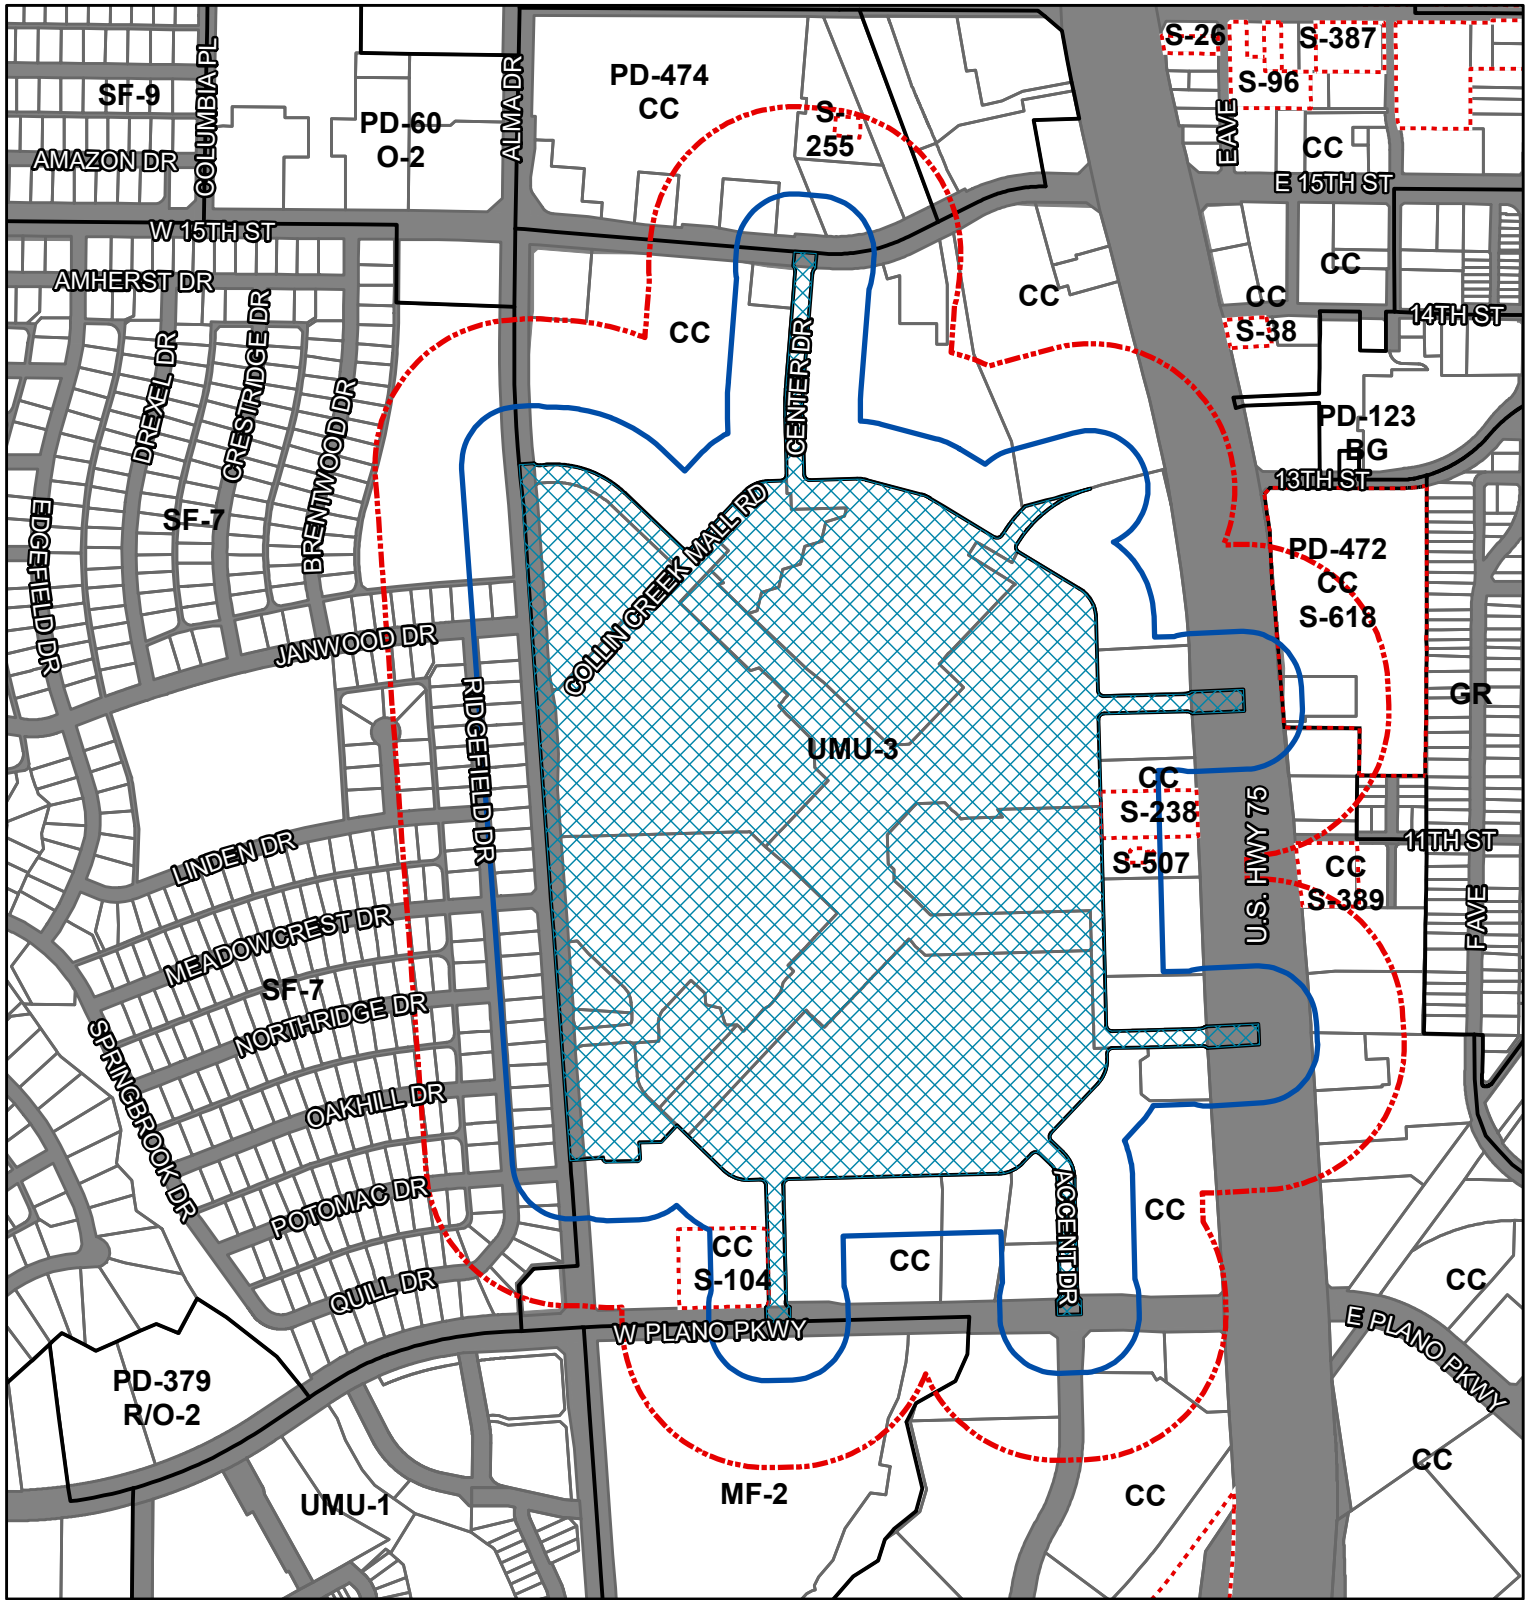 S-26
S-387
COLUMBIA PL
ALMA DR
PD-474
CC
S-96
SF-9
S-
255
PD-60
O-2
E AVE
CC
AMAZON DR
E 15TH ST
W 15TH ST
AMHERST DR
CC
CC
CC
14TH ST
S-38
CC
CRESTRIDGE DR
DREXEL DR
CENTER DR
BRENTWOOD DR
PD-123
BG
13TH ST
SF-7
EDGEFIELD DR
COLLIN CREEK MALL RD
PD-472
CC
S-618
JANWOOD DR
GR
RIDGEFIELD DR
UMU-3
CC
S-238
S-507
U.S. HWY 75
11TH ST
LINDEN DR
CC
S-389
F AVE
MEADOWCREST DR
SF-7
NORTHRIDGE DR
SPRINGBROOK DR
OAKHILL DR
POTOMAC DR
ACCENT DR
CC
CC
S-104
CC
CC
QUILL DR
W PLANO PKWY
E PLANO PKWY
PD-379
R/O-2
CC
MF-2
CC
UMU-1